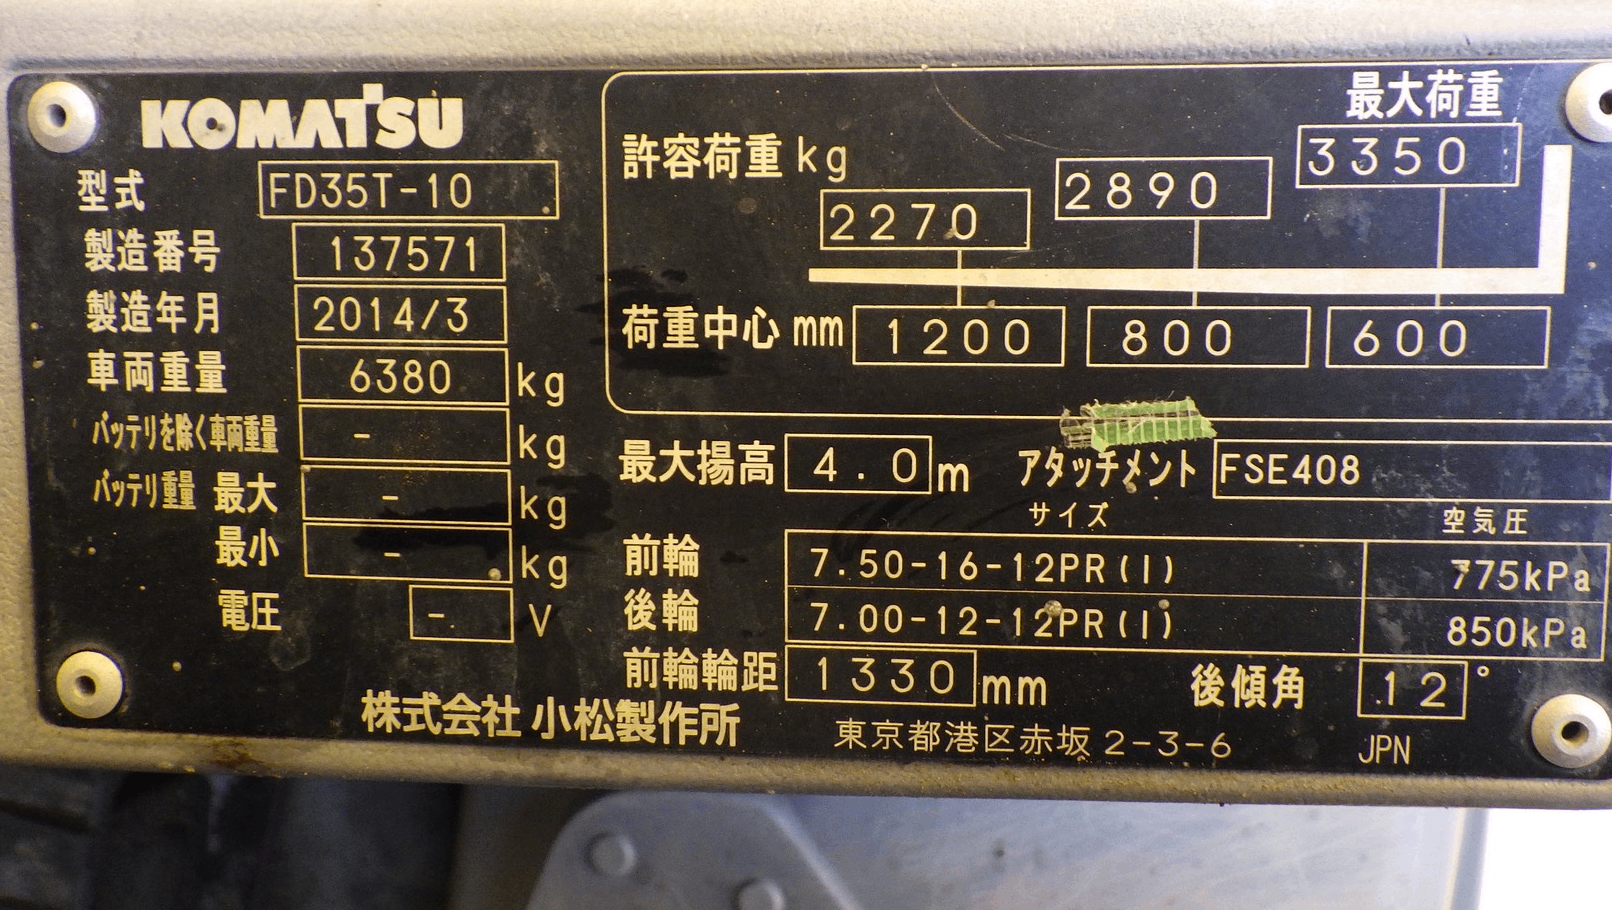 KOMATSU
型式 FD35T-10
製造番号 137571
製造年月 2014/3
車両重量 6380 kg
バッテリを除く車両重量 - kg
バッテリ重量 最大 - kg
最小 - kg
電圧 - V
最大荷重
許容荷重 kg 2270 2890 3350
荷重中心 mm 1200 800 600
最大揚高 4.0 m アタッチメント FSE408
サイズ 空気圧
前輪 7.50-16-12PR(I) 775kPa
後輪 7.00-12-12PR(I) 850kPa
前輪輪距 1330 mm 後傾角 12°
株式会社 小松製作所 東京都港区赤坂 2-3-6 JPN